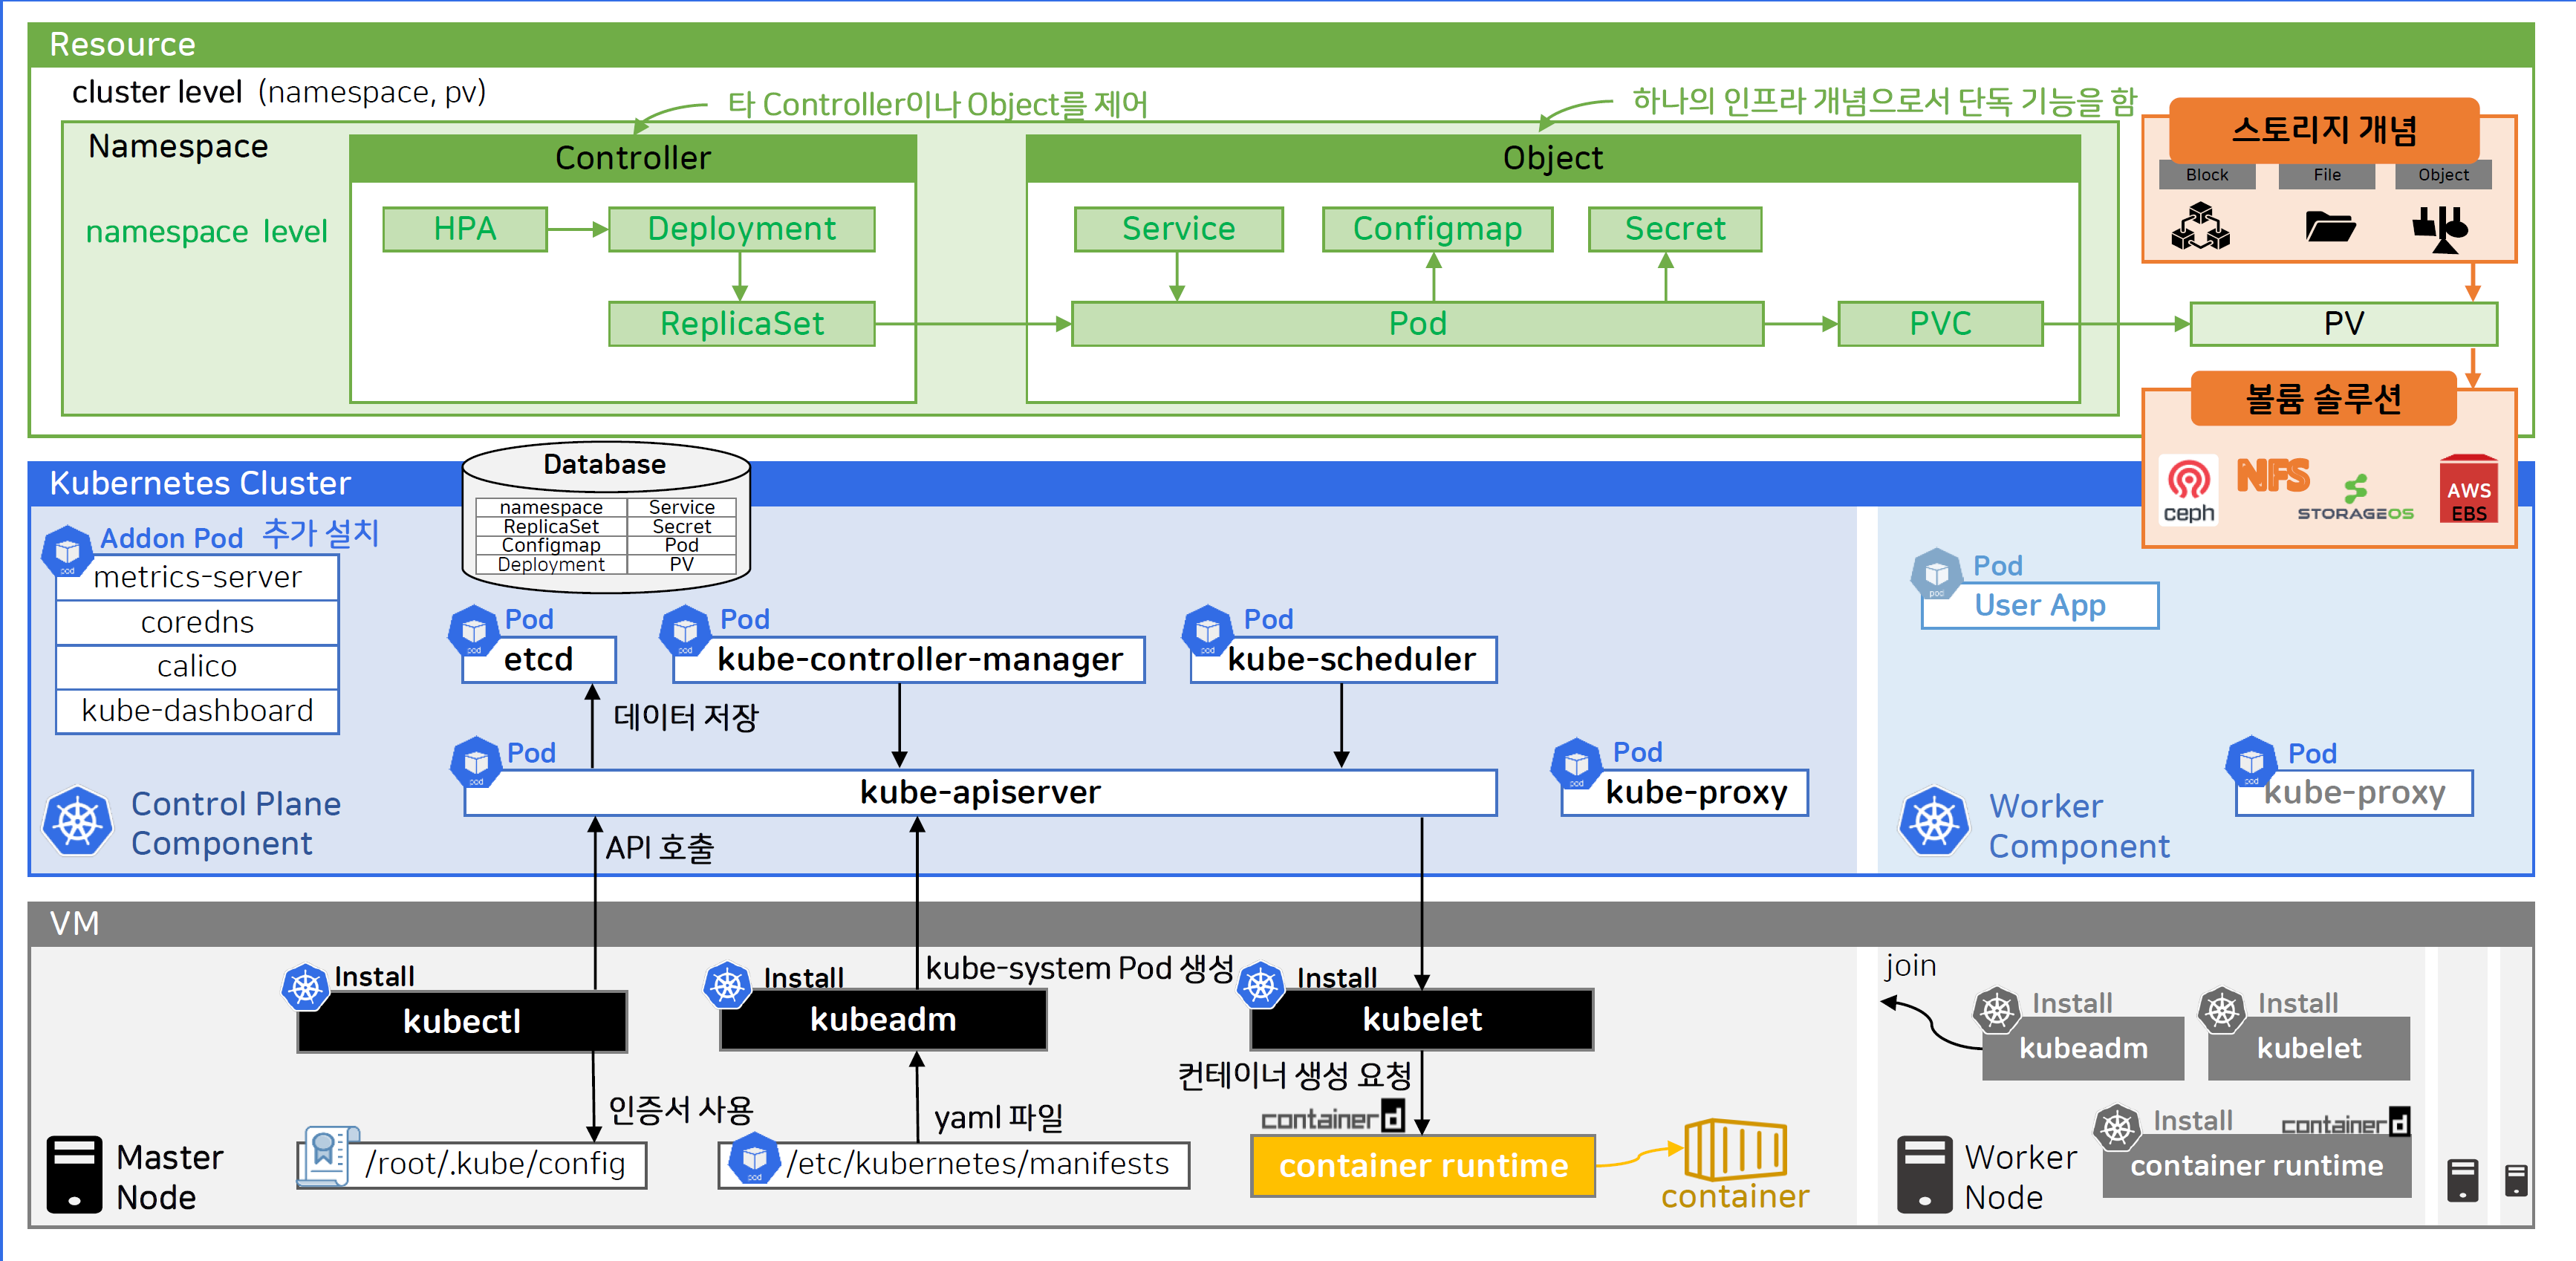 Resource
cluster level (namespace, pv)
타 Controller이나 Object를 제어
하나의 인프라 개념으로서 단독 기능을 함
Namespace
namespace level
Controller
HPA
Deployment
ReplicaSet
Object
Service
Configmap
Secret
Pod
PVC
스토리지 개념
Block
File
Object
PV
볼륨 솔루션
ceph
NFS
STORAGEOS
AWS
EBS
Kubernetes Cluster
Database
namespace Service
ReplicaSet Secret
Configmap Pod
Deployment PV
pod
Addon Pod 추가 설치
metrics-server
coredns
calico
kube-dashboard
Pod
pod
etcd
Pod
pod
kube-controller-manager
Pod
pod
kube-scheduler
데이터 저장
Pod
pod
kube-apiserver
Pod
pod
kube-proxy
Control Plane
Component
API 호출
Pod
pod
User App
Pod
pod
kube-proxy
Worker
Component
VM
Install
kubectl
Install
kubeadm
kube-system Pod 생성
Install
kubelet
인증서 사용
yaml 파일
컨테이너 생성 요청
containerd
Master
Node
/root/.kube/config
pod
/etc/kubernetes/manifests
container runtime
container
join
Install
kubeadm
Install
kubelet
Install
containerd
container runtime
Worker
Node